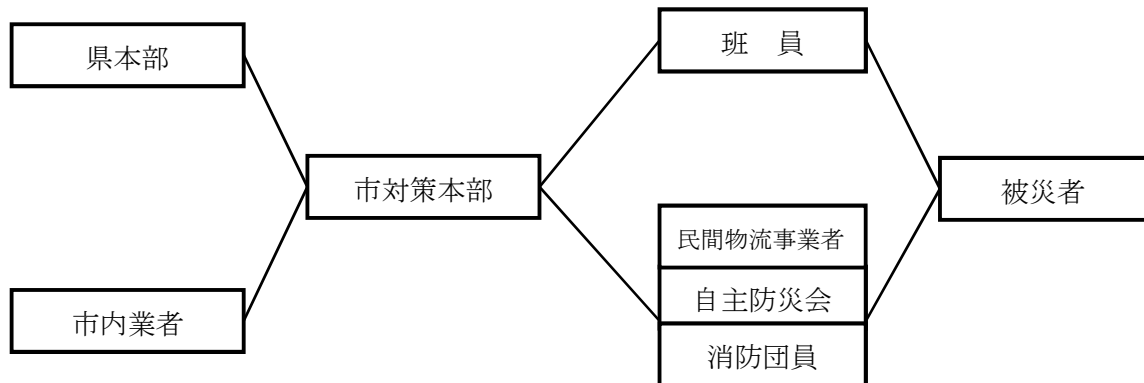 県本部
市内業者
市対策本部
班　員
民間物流事業者
自主防災会
消防団員
被災者